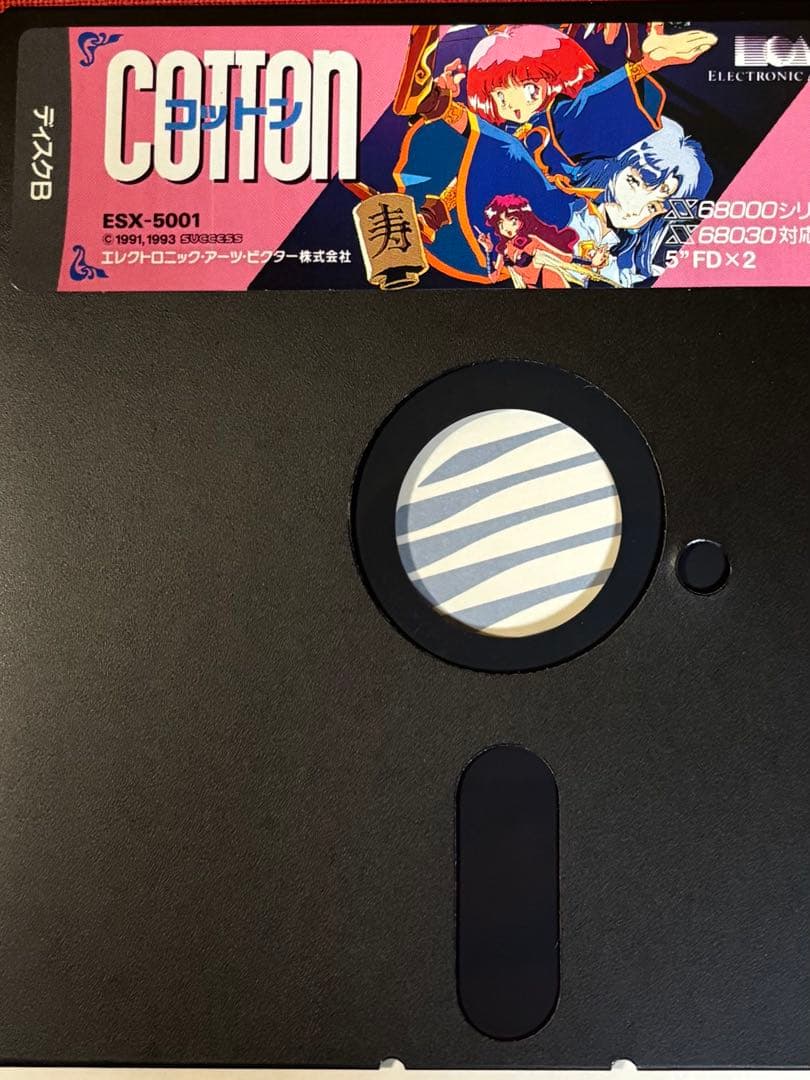 ディスクB
COTTON
コットン
ESX-5001
© 1991, 1993 SUCCESS
エレクトロニック・アーツ・ビクター株式会社
寿
ELECTRONIC
X68000シリ
X68030対応
5"FD×2